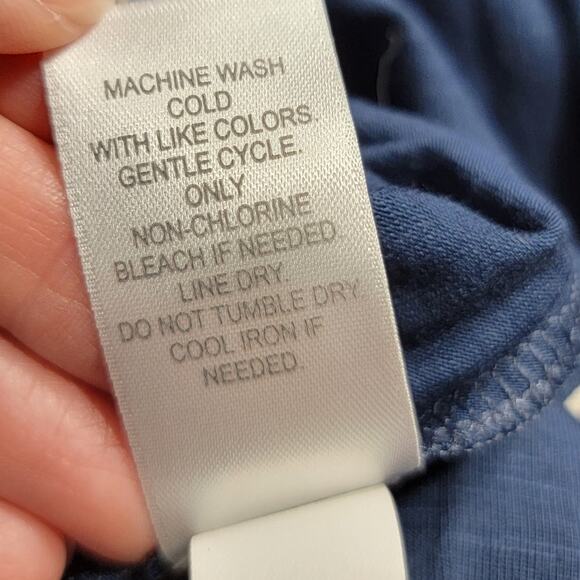 MACHINE WASH
COLD
WITH LIKE COLORS.
GENTLE CYCLE.
ONLY
NON-CHLORINE
BLEACH IF NEEDED.
LINE DRY.
DO NOT TUMBLE DRY.
COOL IRON IF
NEEDED.